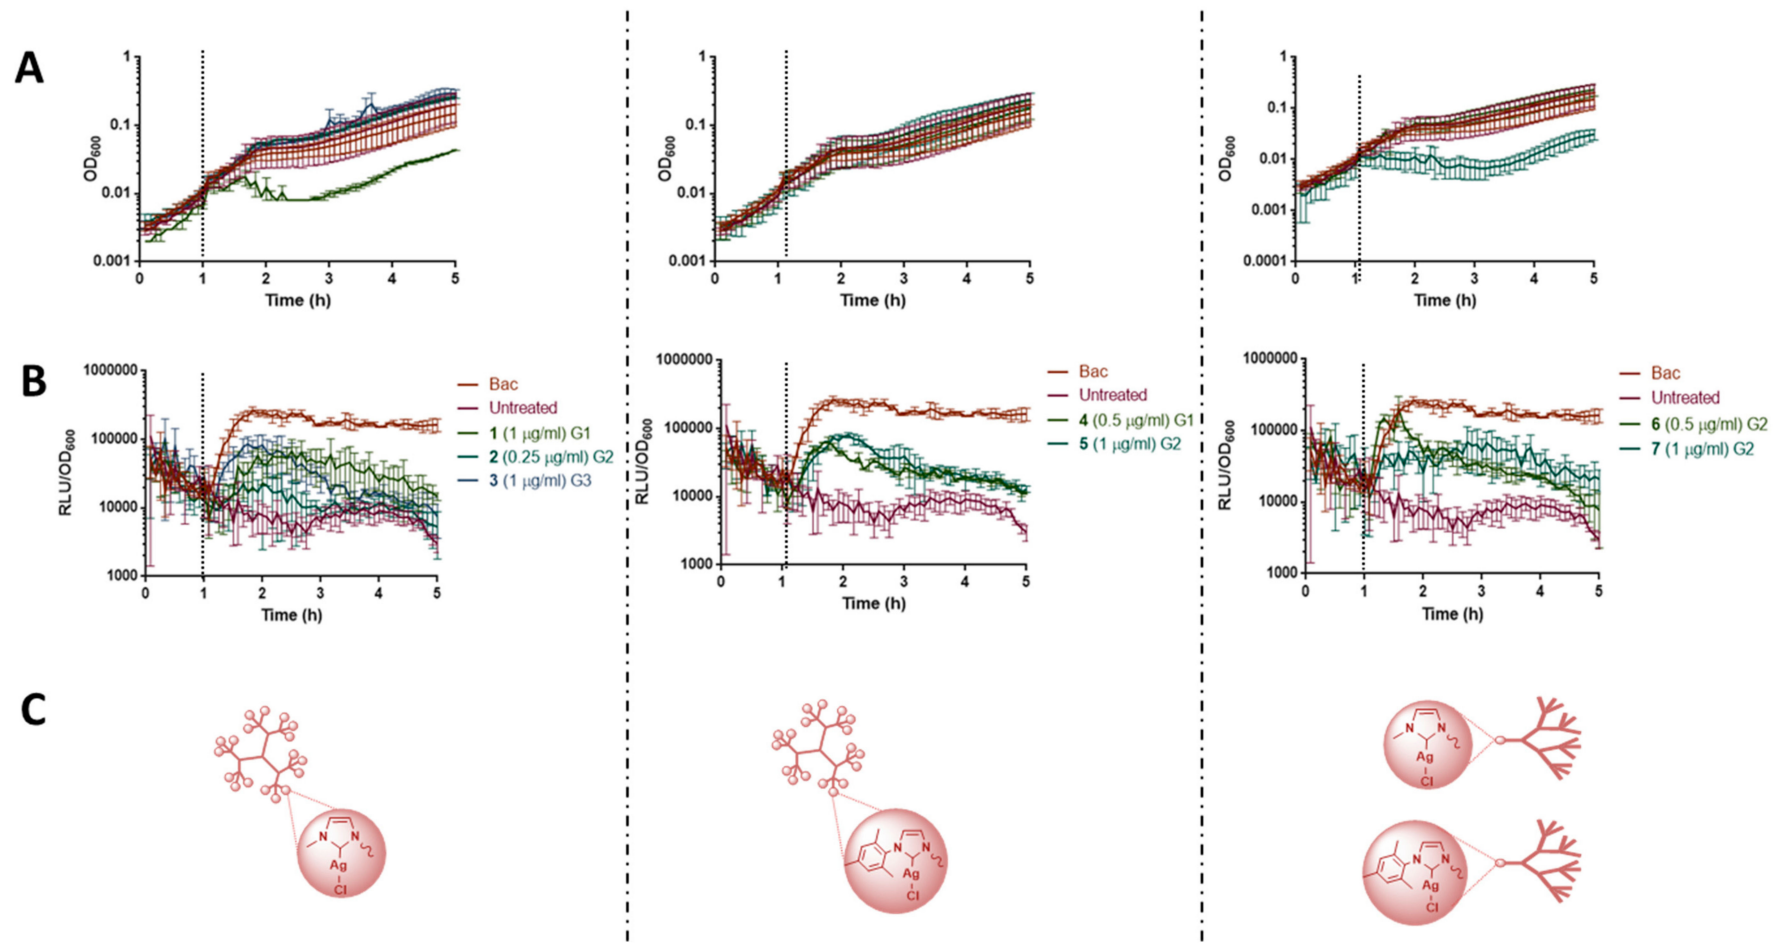 A
1
0.1
0.01
0.001
OD600
0 1 2 3 4 5
Time (h)
1
0.1
0.01
0.001
OD600
0 1 2 3 4 5
Time (h)
1
0.1
0.01
0.001
0.0001
OD600
0 1 2 3 4 5
Time (h)
B
1000000
100000
10000
1000
RLU/OD600
0 1 2 3 4 5
Time (h)
Bac
Untreated
1 (1 µg/ml) G1
2 (0.25 µg/ml) G2
3 (1 µg/ml) G3
1000000
100000
10000
1000
RLU/OD600
0 1 2 3 4 5
Time (h)
Bac
Untreated
4 (0.5 µg/ml) G1
5 (1 µg/ml) G2
1000000
100000
10000
1000
RLU/OD600
0 1 2 3 4 5
Time (h)
Bac
Untreated
6 (0.5 µg/ml) G2
7 (1 µg/ml) G2
C
N N
Ag
Cl
N N
Ag
Cl
N N
Ag
Cl
N N
Ag
Cl